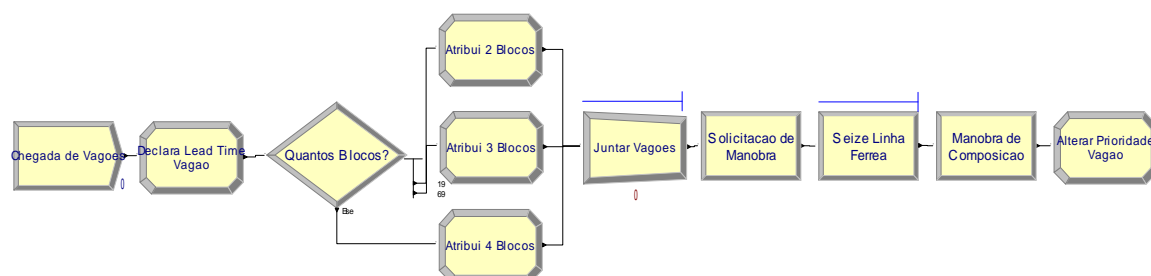 Chegada de Vagoes
0
Declara Lead Time
Vagao
Quantos Blocos?
19
69
Else
Atribui 2 Blocos
Atribui 3 Blocos
Atribui 4 Blocos
Juntar Vagoes
0
Solicitacao de
Manobra
Seize Linha
Ferrea
Manobra de
Composicao
Alterar Prioridade
Vagao